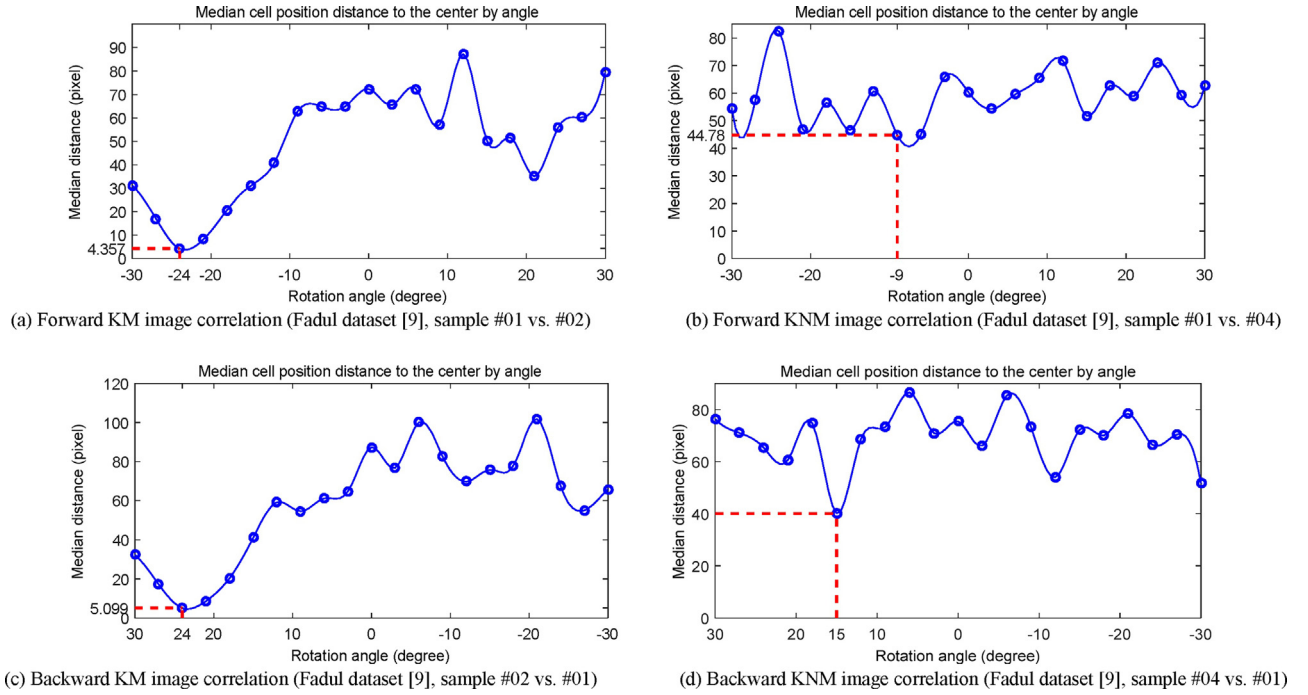 Median cell position distance to the center by angle
Median distance (pixel)
90
80
70
60
50
40
30
20
10
4.357
0
-30 -24 -20 -10 0 10 20 30
Rotation angle (degree)
(a) Forward KM image correlation (Fadul dataset [9], sample #01 vs. #02)
Median cell position distance to the center by angle
Median distance (pixel)
80
70
60
50
44.78
40
30
20
10
0
-30 -20 -9 0 10 20 30
Rotation angle (degree)
(b) Forward KNM image correlation (Fadul dataset [9], sample #01 vs. #04)
Median cell position distance to the center by angle
Median distance (pixel)
120
100
80
60
40
20
5.099
0
30 24 20 10 0 -10 -20 -30
Rotation angle (degree)
(c) Backward KM image correlation (Fadul dataset [9], sample #02 vs. #01)
Median cell position distance to the center by angle
Median distance (pixel)
80
60
40
20
0
30 20 15 10 0 -10 -20 -30
Rotation angle (degree)
(d) Backward KNM image correlation (Fadul dataset [9], sample #04 vs. #01)